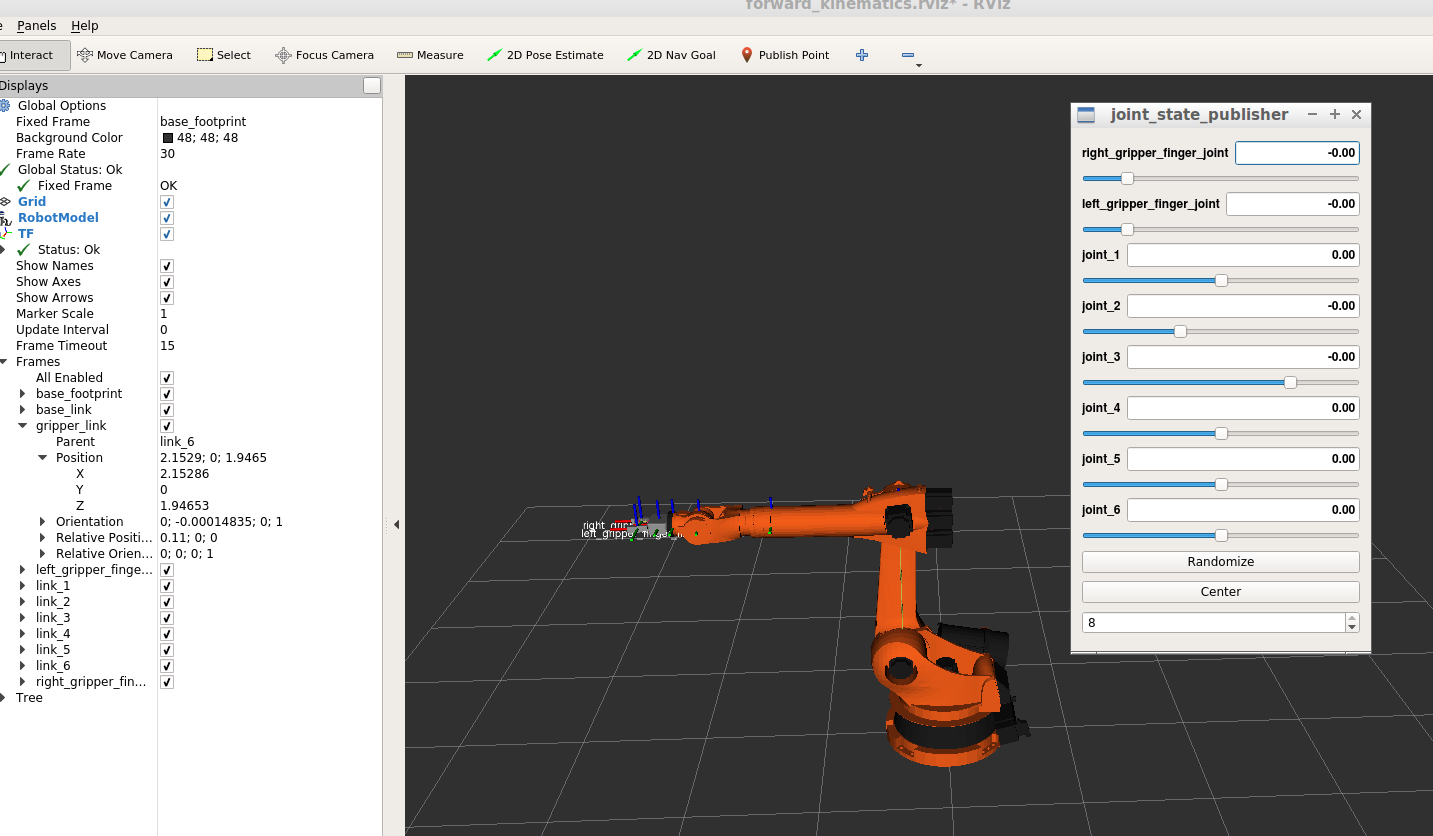 forward_kinematics.rviz* - RViz
Panels Help
Interact Move Camera Select Focus Camera Measure 2D Pose Estimate 2D Nav Goal Publish Point
Displays
Global Options
Fixed Frame base_footprint
Background Color 48; 48; 48
Frame Rate 30
Global Status: Ok
Fixed Frame OK
Grid
RobotModel
TF
Status: Ok
Show Names
Show Axes
Show Arrows
Marker Scale 1
Update Interval 0
Frame Timeout 15
Frames
All Enabled
base_footprint
base_link
gripper_link
Parent link_6
Position 2.1529; 0; 1.9465
X 2.15286
Y 0
Z 1.94653
Orientation 0; -0.00014835; 0; 1
Relative Positi... 0.11; 0; 0
Relative Orien... 0; 0; 0; 1
left_gripper_finge...
link_1
link_2
link_3
link_4
link_5
link_6
right_gripper_fin...
Tree
joint_state_publisher
right_gripper_finger_joint -0.00
left_gripper_finger_joint -0.00
joint_1 0.00
joint_2 -0.00
joint_3 -0.00
joint_4 0.00
joint_5 0.00
joint_6 0.00
Randomize
Center
8